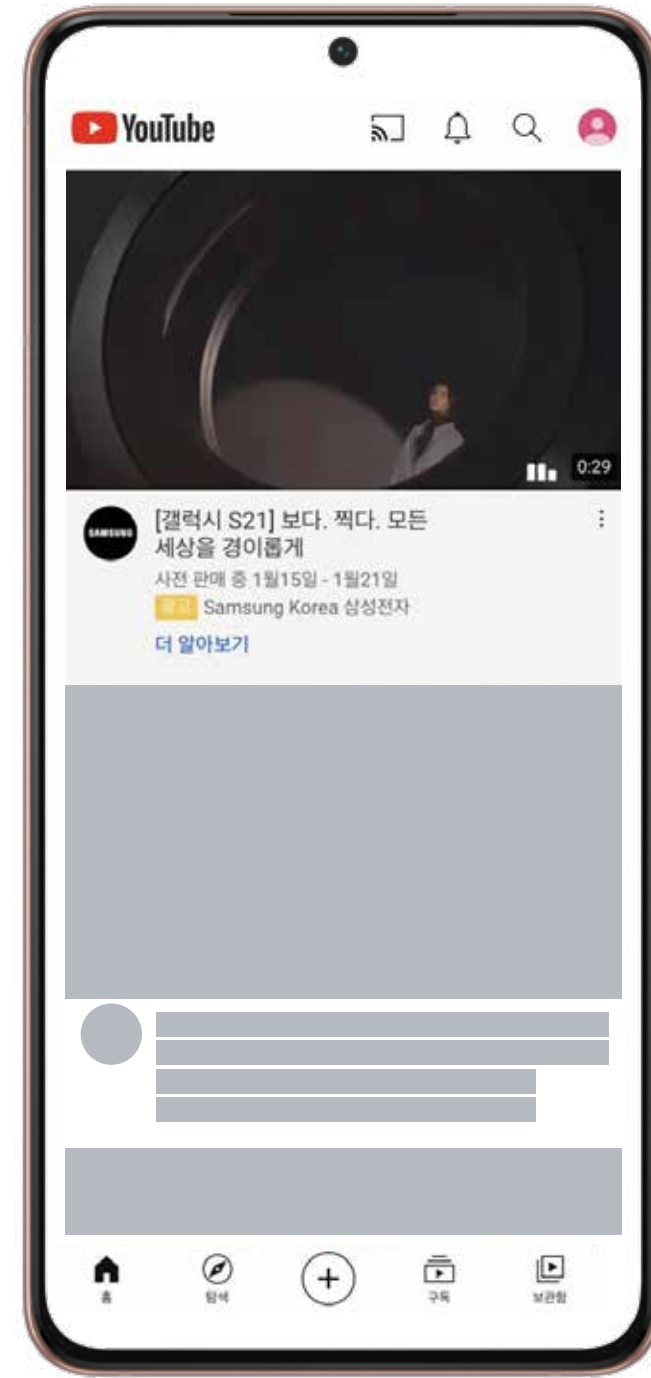 YouTube
0:29
SAMSUNG
[갤럭시 S21] 보다. 찍다. 모든
세상을 경이롭게
사전 판매 중 1월15일 - 1월21일
광고 Samsung Korea 삼성전자
더 알아보기
홈
탐색
구독
보관함